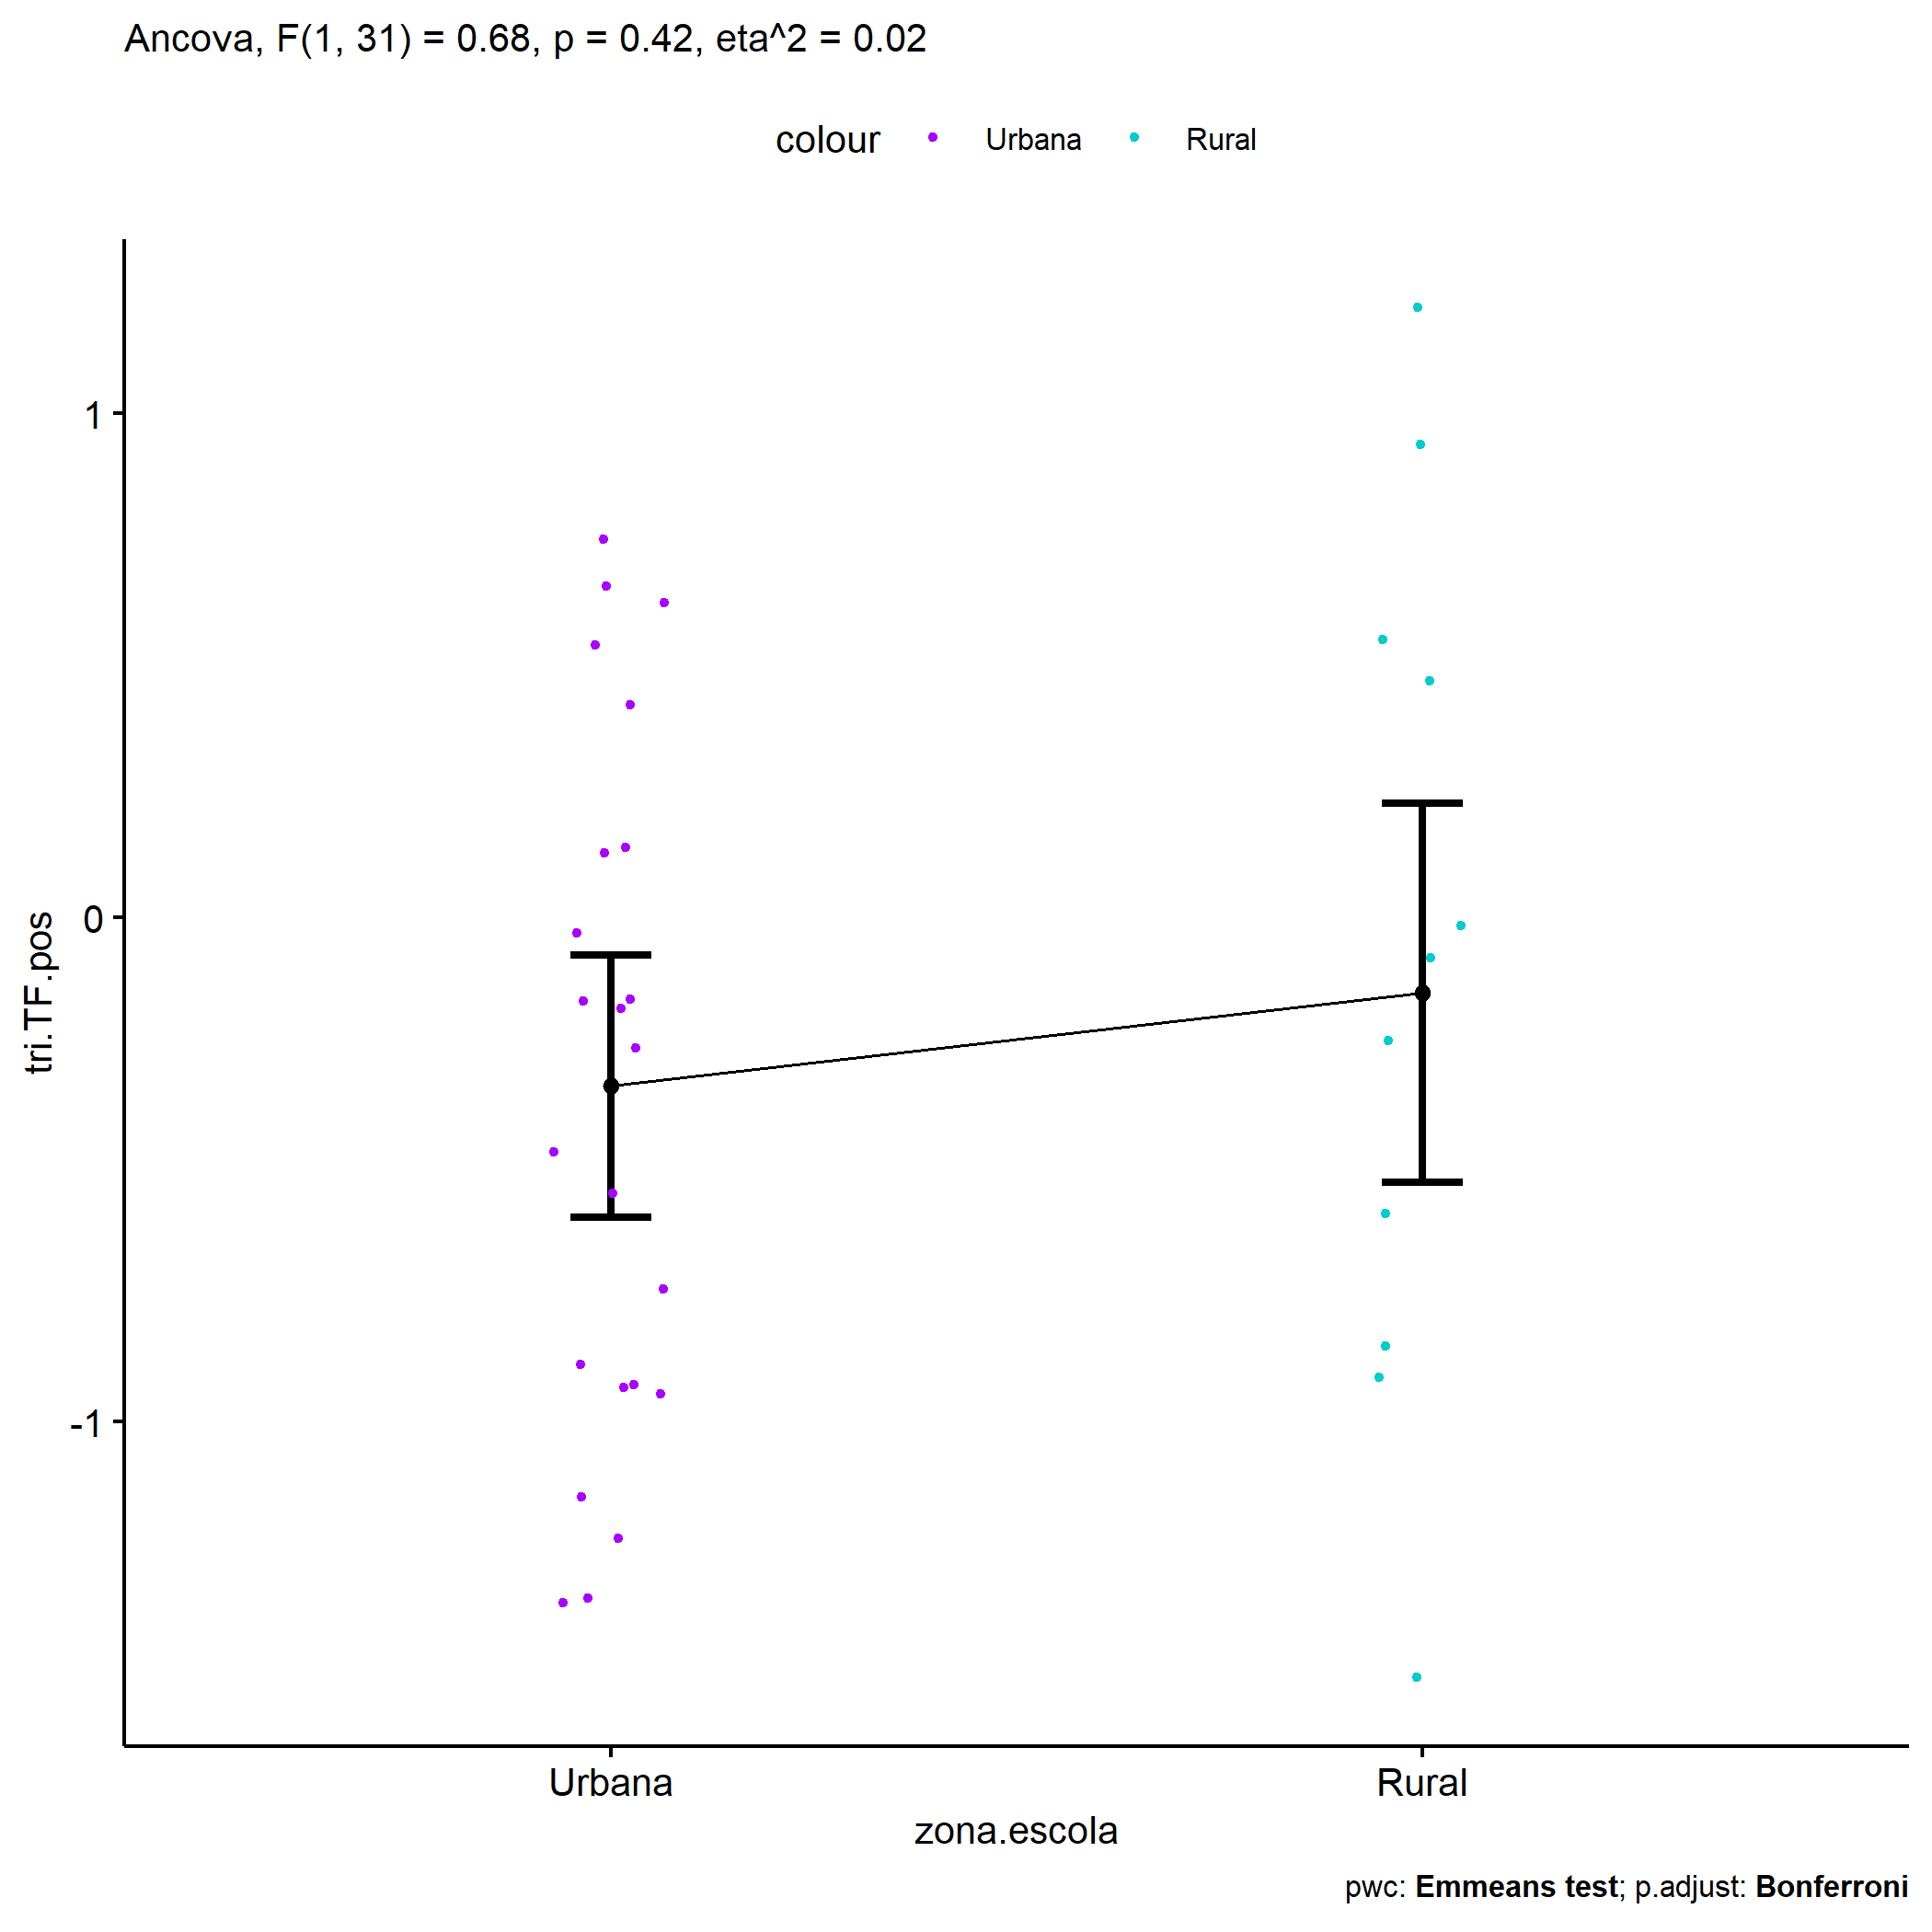 Ancova, F(1, 31) = 0.68, p = 0.42, eta^2 = 0.02
colour Urbana Rural
1
0
-1
tri.TF.pos
Urbana Rural
zona.escola
pwc: Emmeans test; p.adjust: Bonferroni